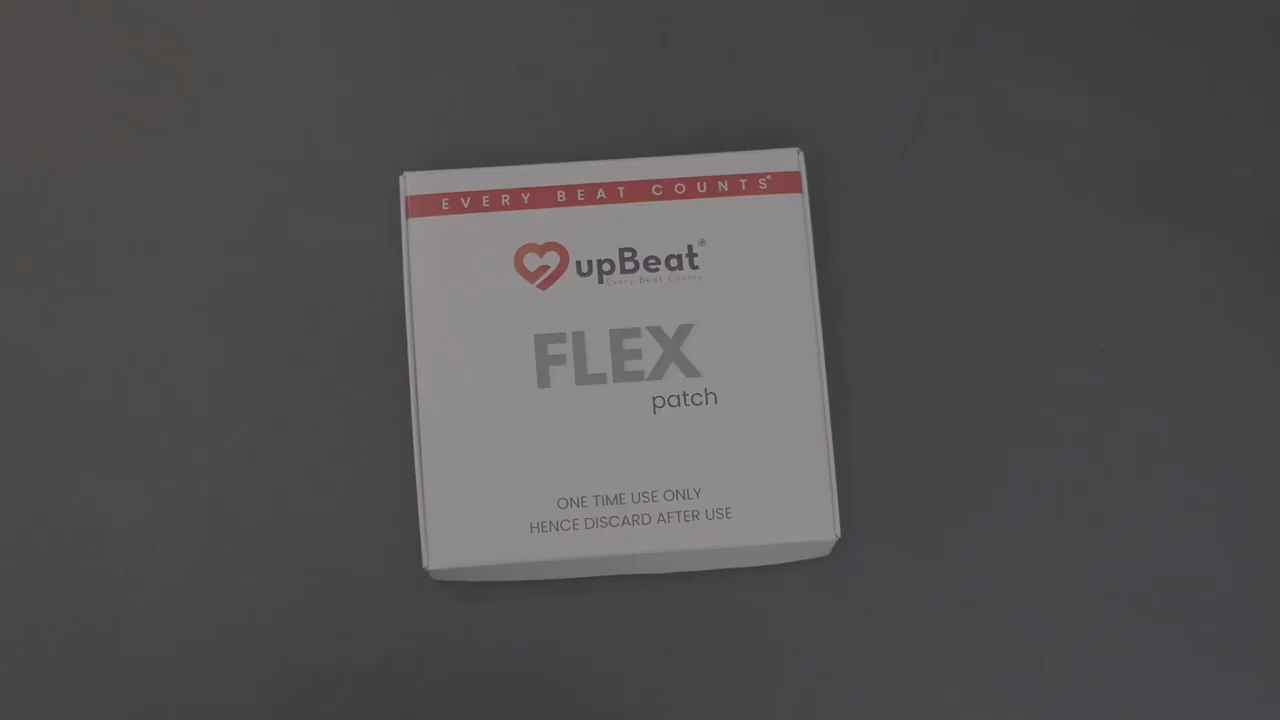 EVERY BEAT COUNTS®
upBeat®
Every Beat Counts
FLEX
patch
ONE TIME USE ONLY
HENCE DISCARD AFTER USE